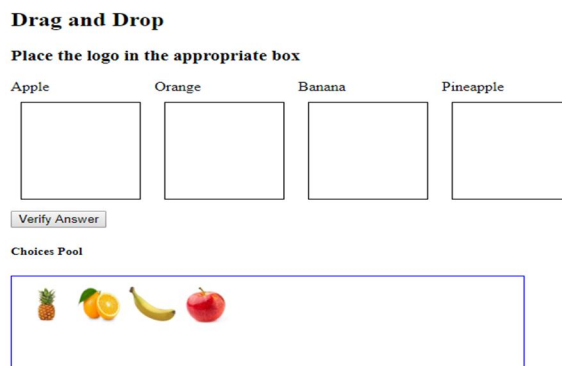 Drag and Drop
Place the logo in the appropriate box
Apple Orange Banana Pineapple
Verify Answer
Choices Pool